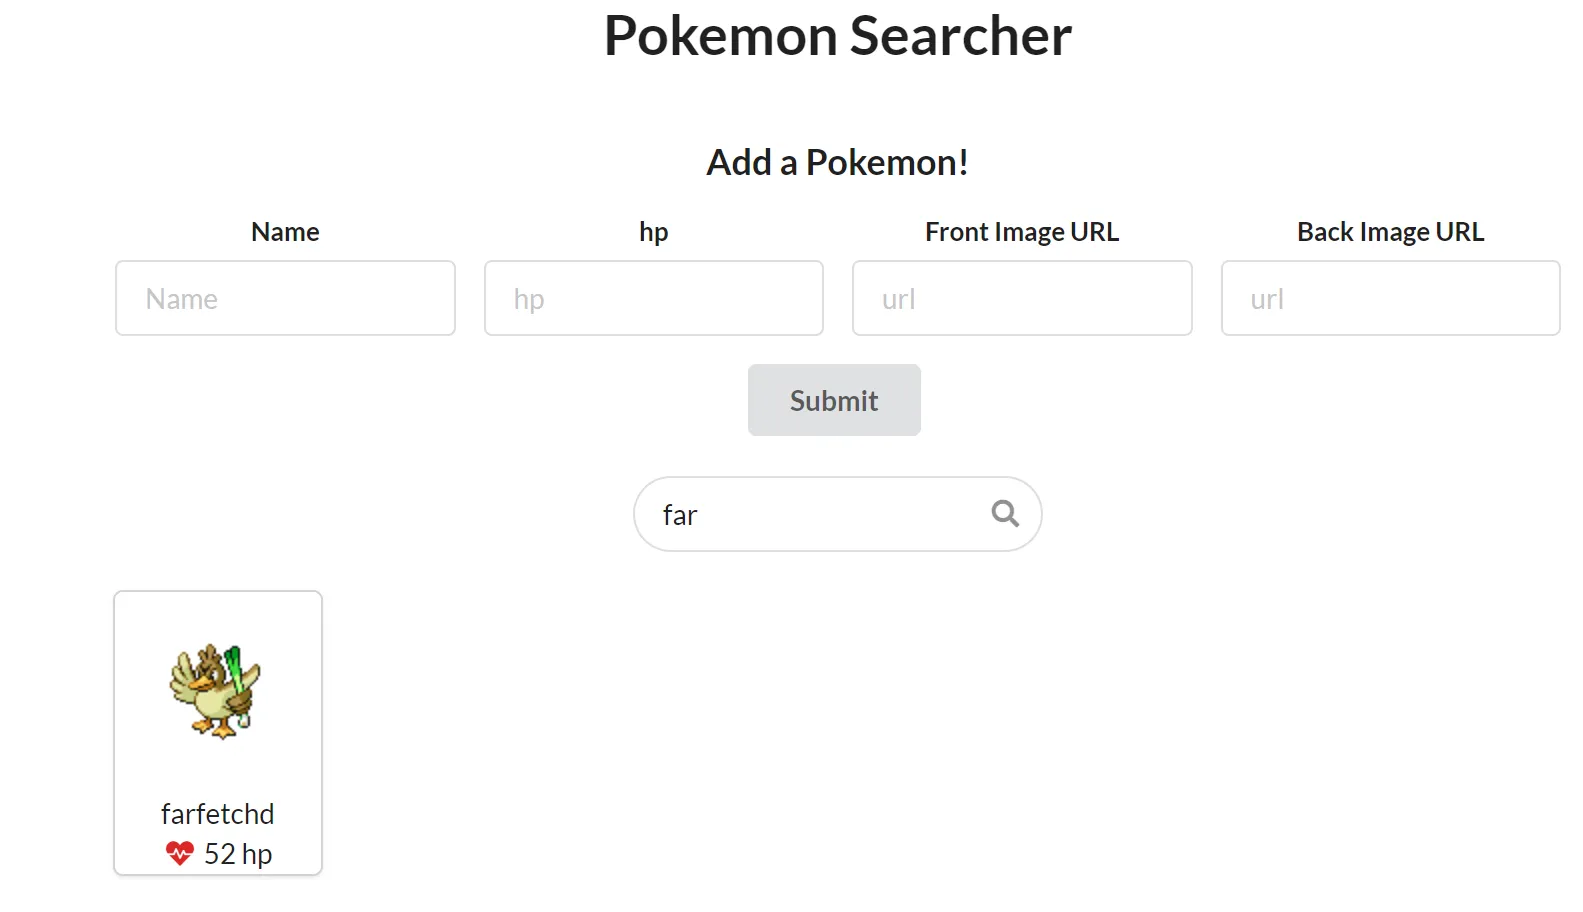 Pokemon Searcher
Add a Pokemon!
Name hp Front Image URL Back Image URL
Name hp url url
Submit
far
farfetchd
52 hp